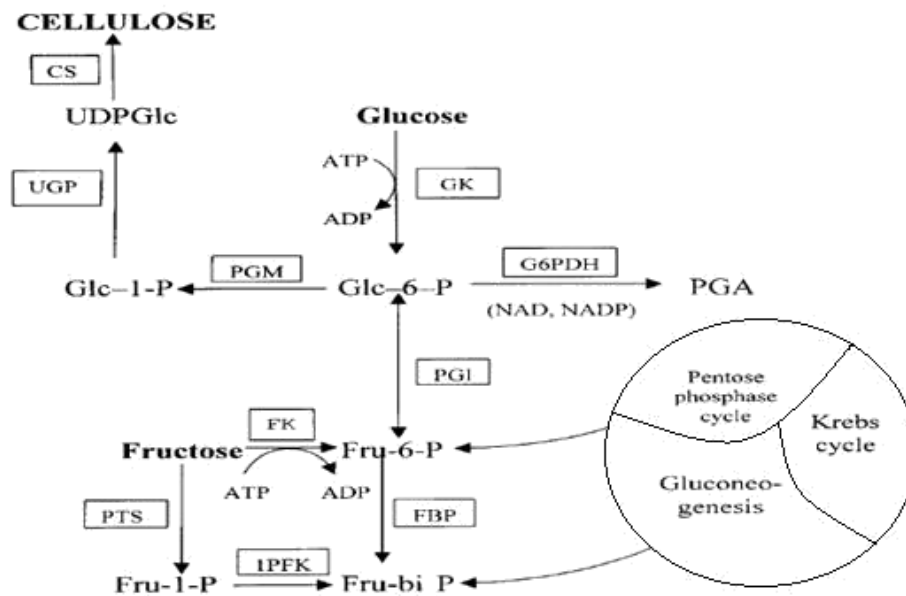 CELLULOSE
CS
UDPGlc
Glucose
ATP
UGP
GK
ADP
PGM
G6PDH
Glc–1-P
Glc–6–P
PGA
(NAD, NADP)
PGI
Pentose
phosphase
cycle
Krebs
cycle
FK
Fructose
Fru-6-P
Gluconeo-
genesis
ATP
ADP
PTS
FBP
1PFK
Fru-1-P
Fru-bi P